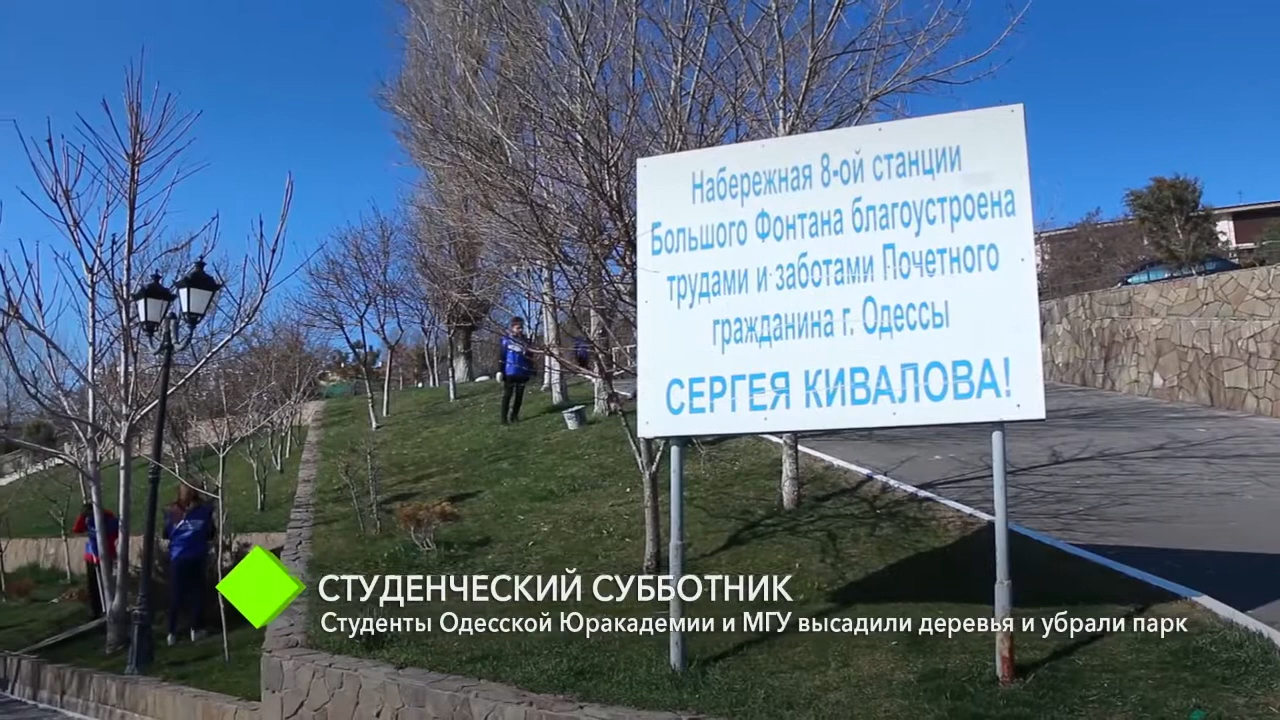 Набережная 8-ой станции
Большого Фонтана благоустроена
трудами и заботами Почетного
гражданина г. Одессы
СЕРГЕЯ КИВАЛОВА!
СТУДЕНЧЕСКИЙ СУББОТНИК
Студенты Одесской Юракадемии и МГУ высадили деревья и убрали парк